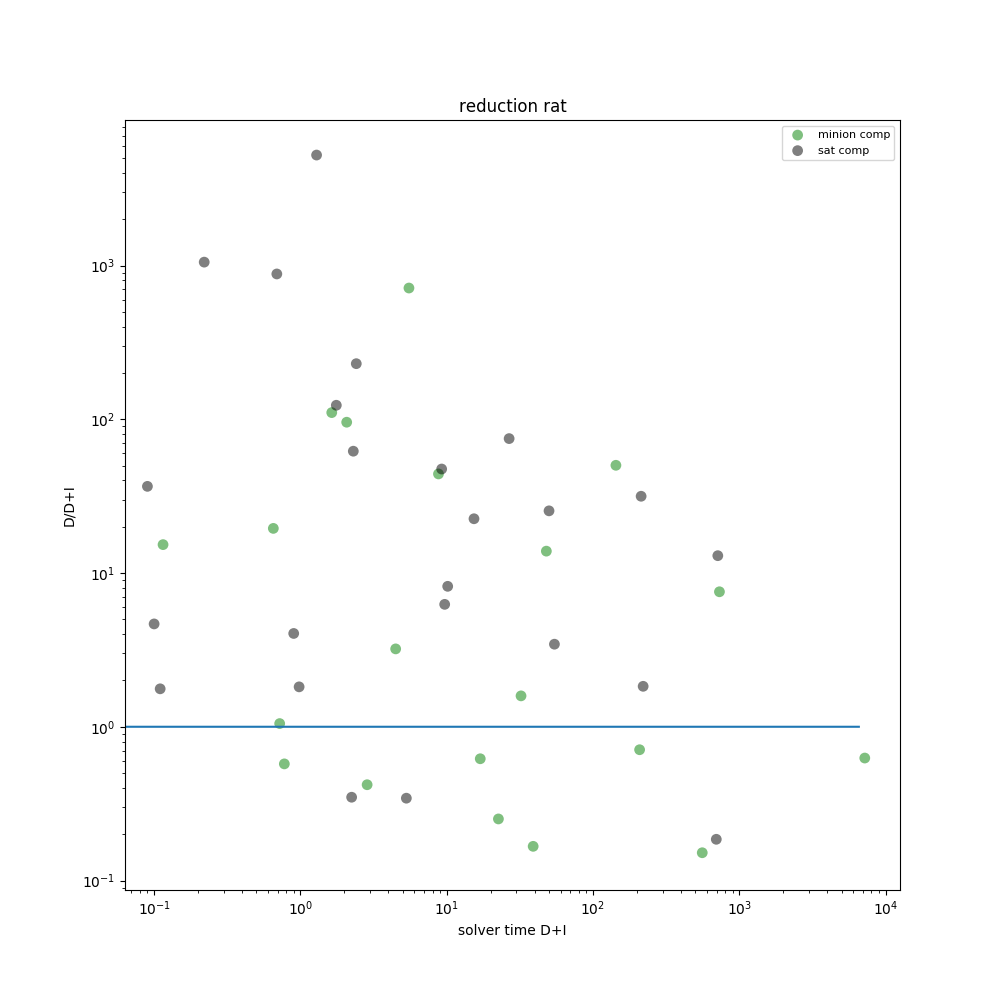 reduction rat
minion comp
sat comp
D/D+I
10³
10²
10¹
10⁰
10⁻¹
10⁻¹ 10⁰ 10¹ 10² 10³ 10⁴
solver time D+I